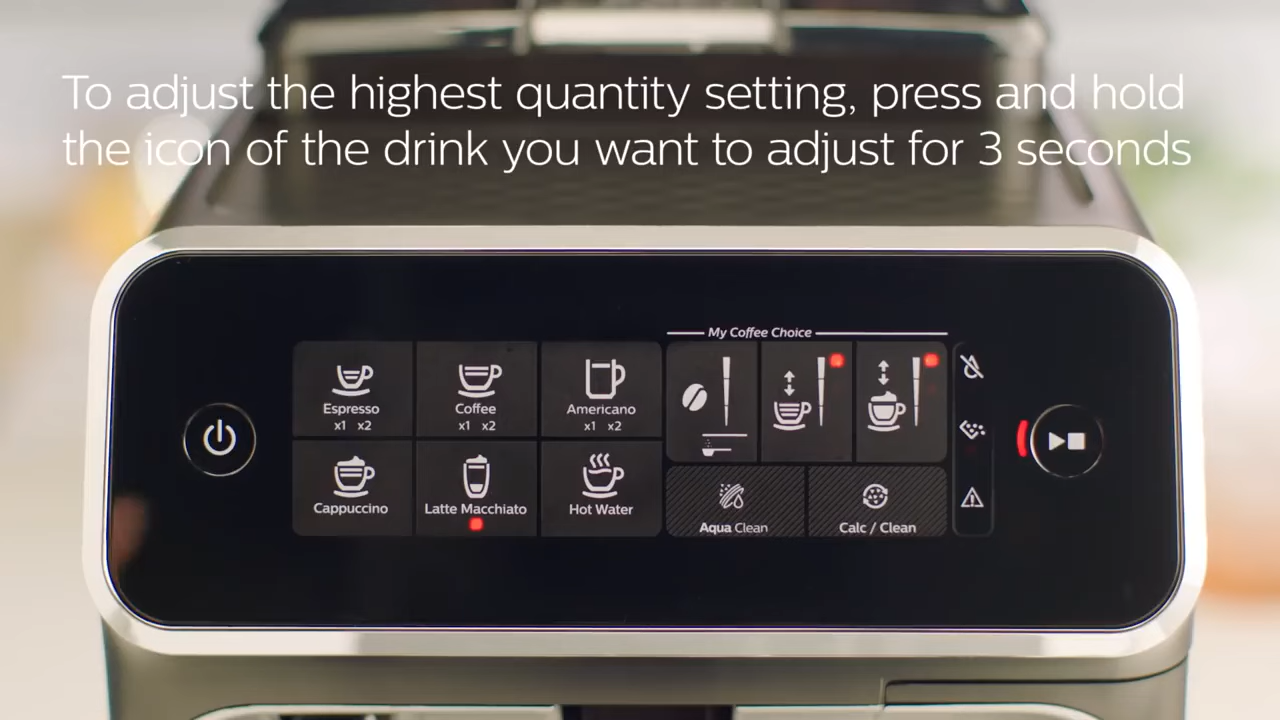 To adjust the highest quantity setting, press and hold
the icon of the drink you want to adjust for 3 seconds
My Coffee Choice
Espresso
x1 x2
Coffee
x1 x2
Americano
x1 x2
Cappuccino
Latte Macchiato
Hot Water
Aqua Clean
Calc / Clean